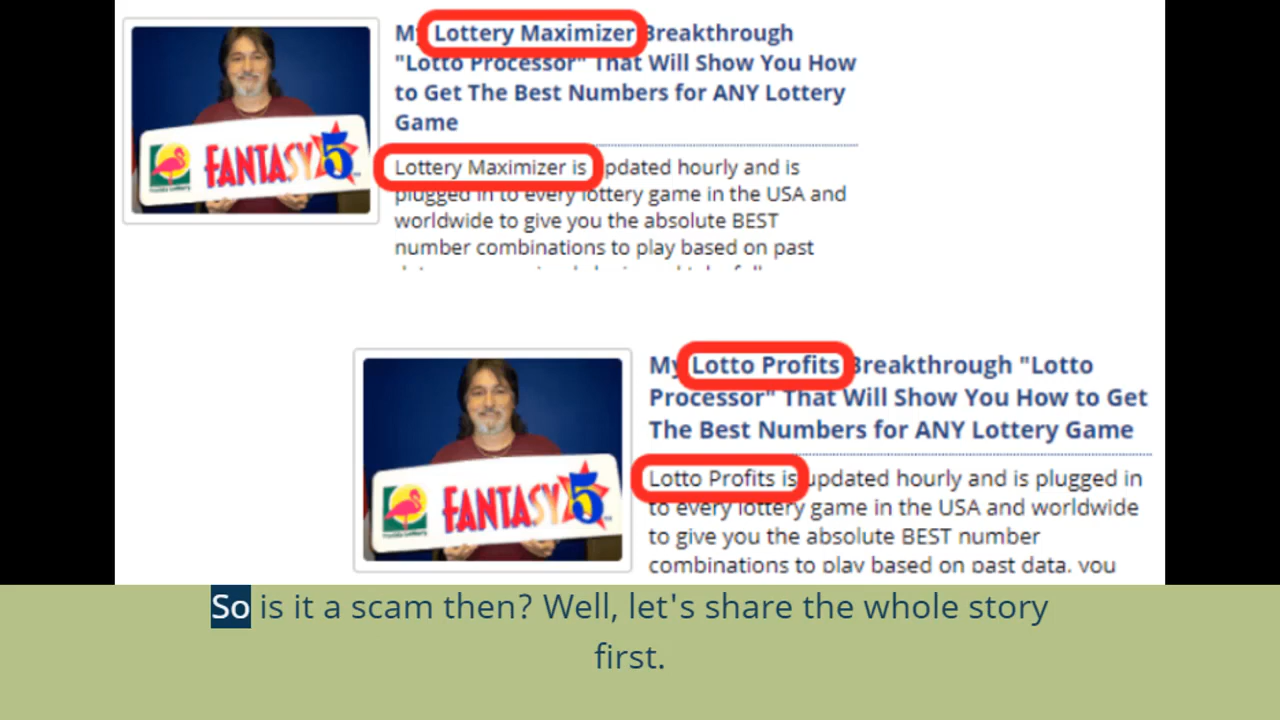 My Lottery Maximizer Breakthrough
"Lotto Processor" That Will Show You How
to Get The Best Numbers for ANY Lottery
Game
Lottery Maximizer is updated hourly and is
plugged in to every lottery game in the USA and
worldwide to give you the absolute BEST
number combinations to play based on past
FANTASY 5
My Lotto Profits Breakthrough "Lotto
Processor" That Will Show You How to Get
The Best Numbers for ANY Lottery Game
Lotto Profits is updated hourly and is plugged in
to every lottery game in the USA and worldwide
to give you the absolute BEST number
combinations to play based on past data, you
FANTASY 5
So is it a scam then? Well, let's share the whole story
first.